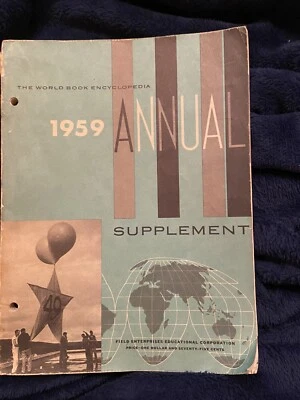 THE WORLD BOOK ENCYCLOPEDIA
1959 ANNUAL
SUPPLEMENT
49
FIELD ENTERPRISES EDUCATIONAL CORPORATION
PRICE: ONE DOLLAR AND SEVENTY-FIVE CENTS